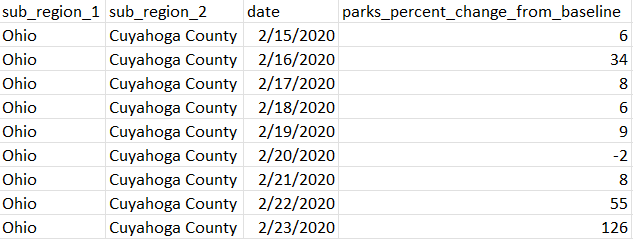 sub_region_1 sub_region_2 date parks_percent_change_from_baseline
Ohio Cuyahoga County 2/15/2020 6
Ohio Cuyahoga County 2/16/2020 34
Ohio Cuyahoga County 2/17/2020 8
Ohio Cuyahoga County 2/18/2020 6
Ohio Cuyahoga County 2/19/2020 9
Ohio Cuyahoga County 2/20/2020 -2
Ohio Cuyahoga County 2/21/2020 8
Ohio Cuyahoga County 2/22/2020 55
Ohio Cuyahoga County 2/23/2020 126